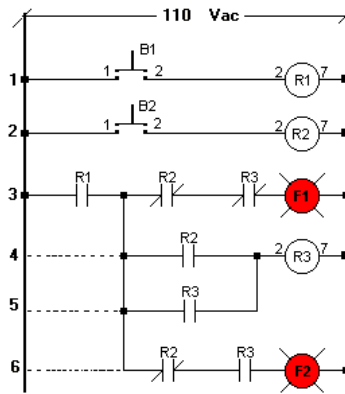 110 Vac
B1
1 1 2 2 R1 7
B2
2 1 2 2 R2 7
R1 R2 R3
3 F1
R2
4 2 R3 7
R3
5
R2 R3
6 F2